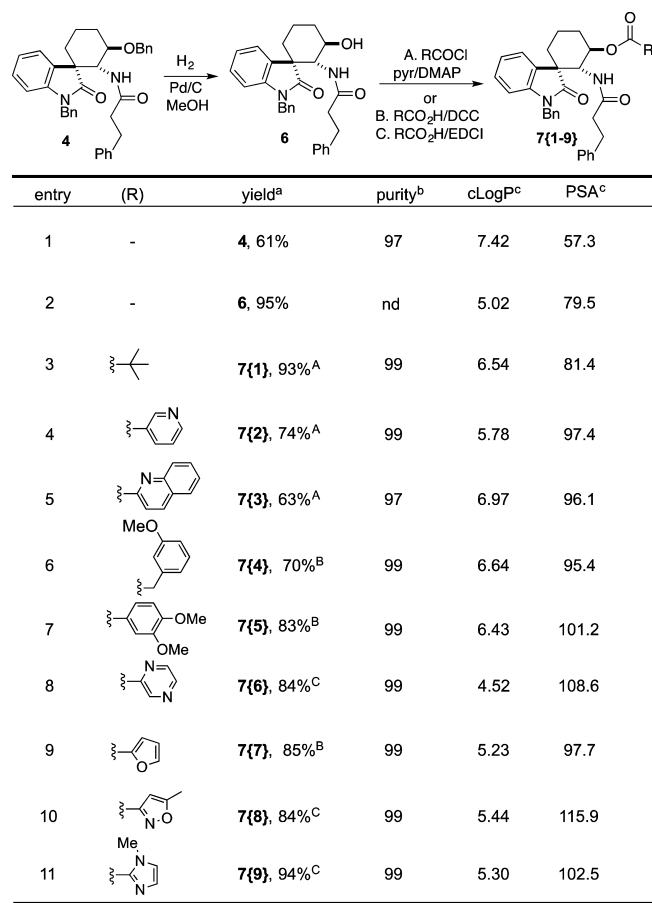 H2
Pd/C
MeOH
A. RCOCl
pyr/DMAP
or
B. RCO2H/DCC
C. RCO2H/EDCI
OBn
NH
O
N
Bn
O
Ph
4
OH
NH
O
N
Bn
O
Ph
6
O
O
R
NH
O
N
Bn
O
Ph
7{1-9}
entry (R) yielda purityb cLogPc PSAc
1 - 4, 61% 97 7.42 57.3
2 - 6, 95% nd 5.02 79.5
3 7{1}, 93%A 99 6.54 81.4
4 N 7{2}, 74%A 99 5.78 97.4
5 N 7{3}, 63%A 97 6.97 96.1
MeO
6 7{4}, 70%B 99 6.64 95.4
7 OMe 7{5}, 83%B 99 6.43 101.2
OMe
N
8 7{6}, 84%C 99 4.52 108.6
N
9 O 7{7}, 85%B 99 5.23 97.7
10 N O 7{8}, 84%C 99 5.44 115.9
Me
N
11 7{9}, 94%C 99 5.30 102.5
N